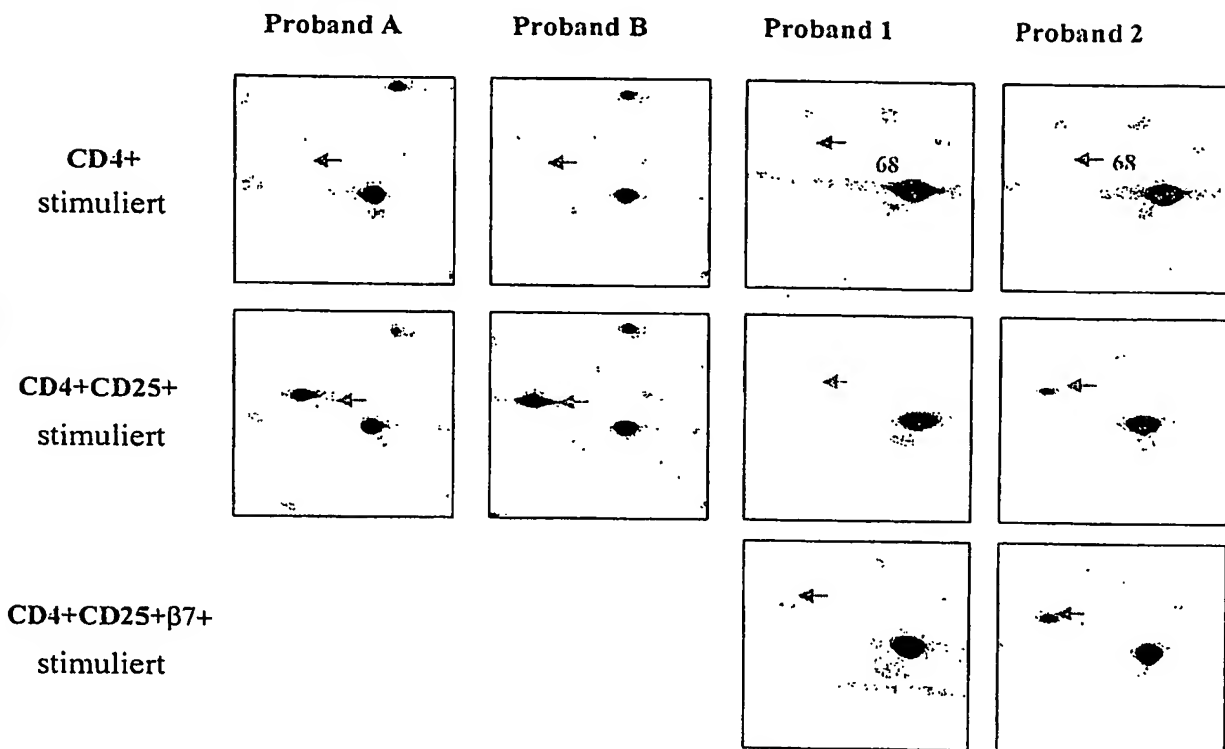 Proband A
Proband B
Proband 1
Proband 2
CD4+
stimuliert
68
68
CD4+CD25+
stimuliert
CD4+CD25+β7+
stimuliert